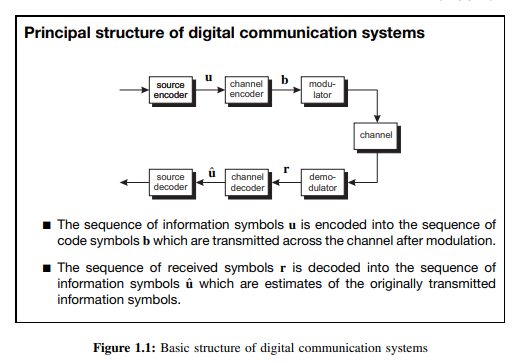 Principal structure of digital communication systems
source
encoder
u
channel
encoder
b
modu-
lator
channel
source
decoder
û
channel
decoder
r
demo-
dulator
■ The sequence of information symbols u is encoded into the sequence of
code symbols b which are transmitted across the channel after modulation.
■ The sequence of received symbols r is decoded into the sequence of
information symbols û which are estimates of the originally transmitted
information symbols.
Figure 1.1: Basic structure of digital communication systems